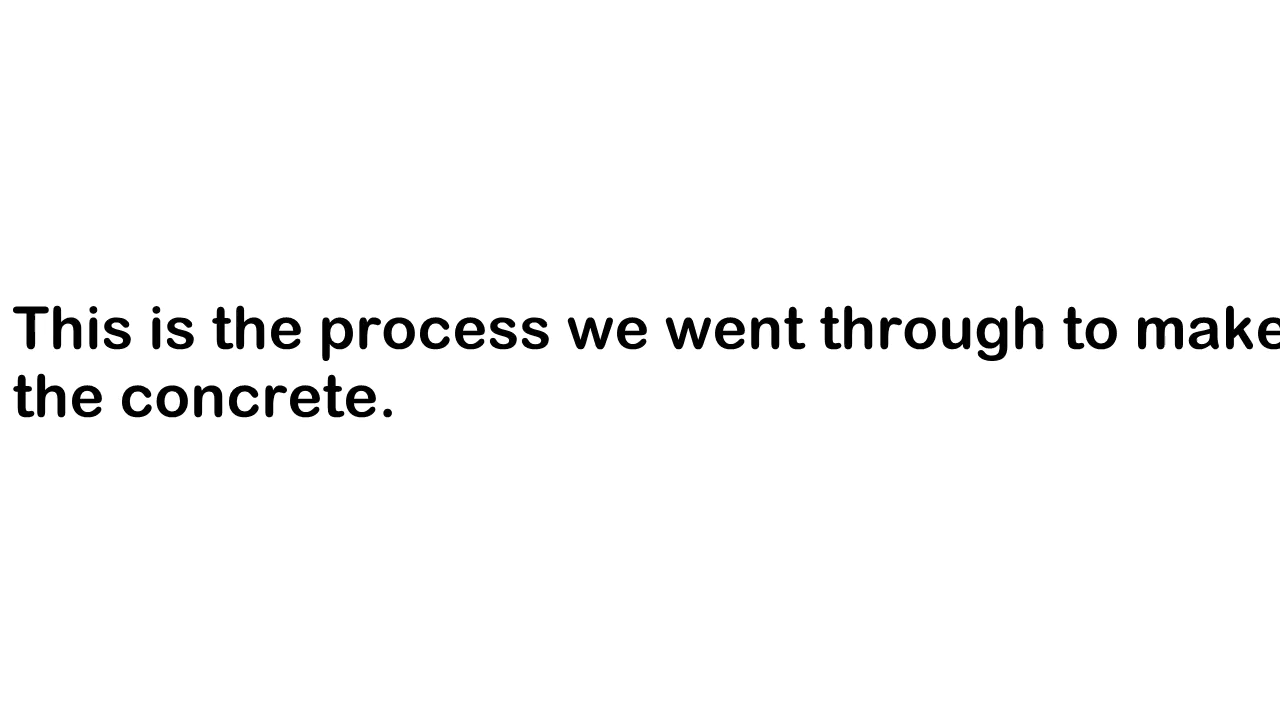 This is the process we went through to make
the concrete.